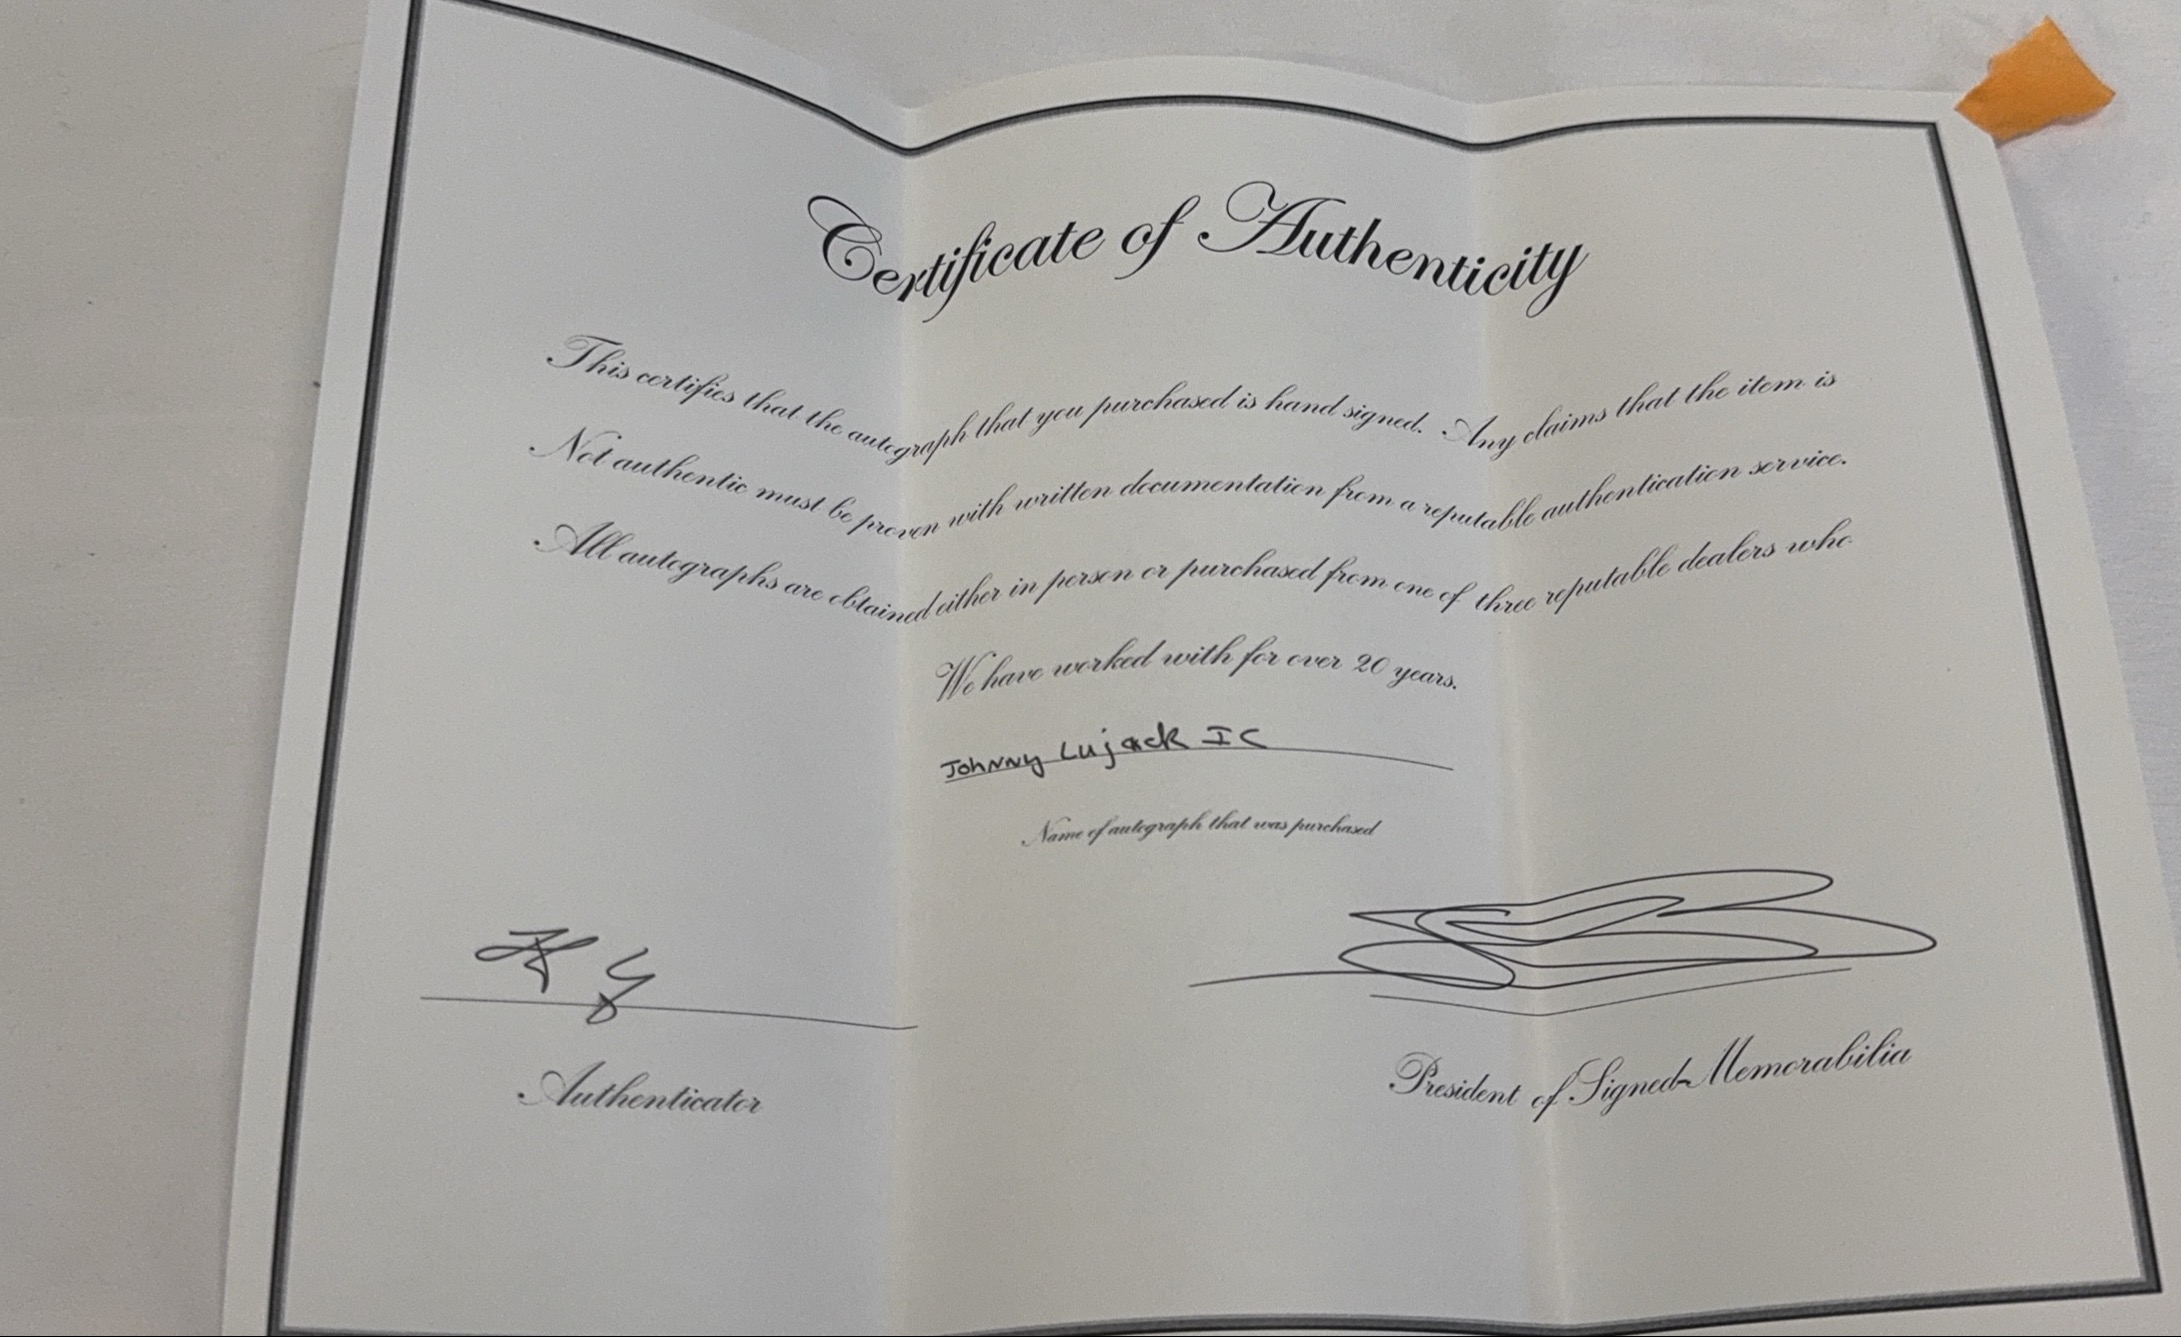 Certificate of Authenticity
This certifies that the autograph that you purchased is hand signed. Any claims that the item is
Not authentic must be proven with written documentation from a reputable authentication service.
All autographs are obtained either in person or purchased from one of three reputable dealers who
We have worked with for over 20 years.
Johnny Lujack IC
Name of autograph that was purchased
Authenticator
President of Signed-Memorabilia